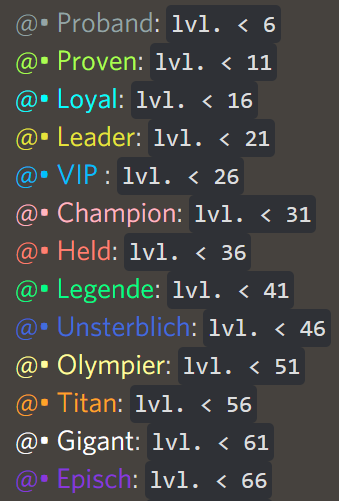 @• Proband: lvl. < 6
@• Proven: lvl. < 11
@• Loyal: lvl. < 16
@• Leader: lvl. < 21
@• VIP : lvl. < 26
@• Champion: lvl. < 31
@• Held: lvl. < 36
@• Legende: lvl. < 41
@• Unsterblich: lvl. < 46
@• Olympier: lvl. < 51
@• Titan: lvl. < 56
@• Gigant: lvl. < 61
@• Episch: lvl. < 66